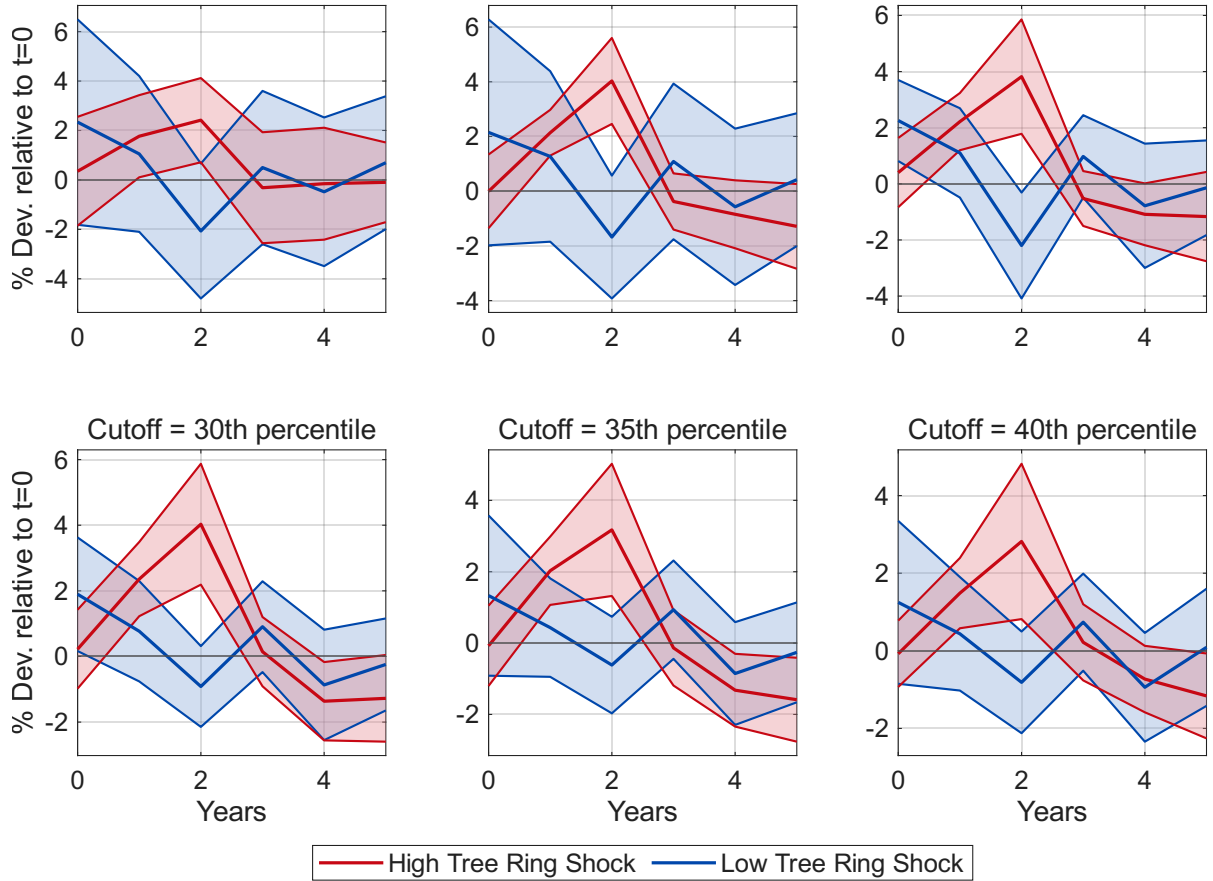 % Dev. relative to t=0
6
4
2
0
-2
-4
0 2 4
6
4
2
0
-2
-4
0 2 4
6
4
2
0
-2
-4
0 2 4
Cutoff = 30th percentile
% Dev. relative to t=0
6
4
2
0
-2
0 2 4
Years
Cutoff = 35th percentile
4
2
0
-2
0 2 4
Years
Cutoff = 40th percentile
4
2
0
-2
0 2 4
Years
High Tree Ring Shock Low Tree Ring Shock